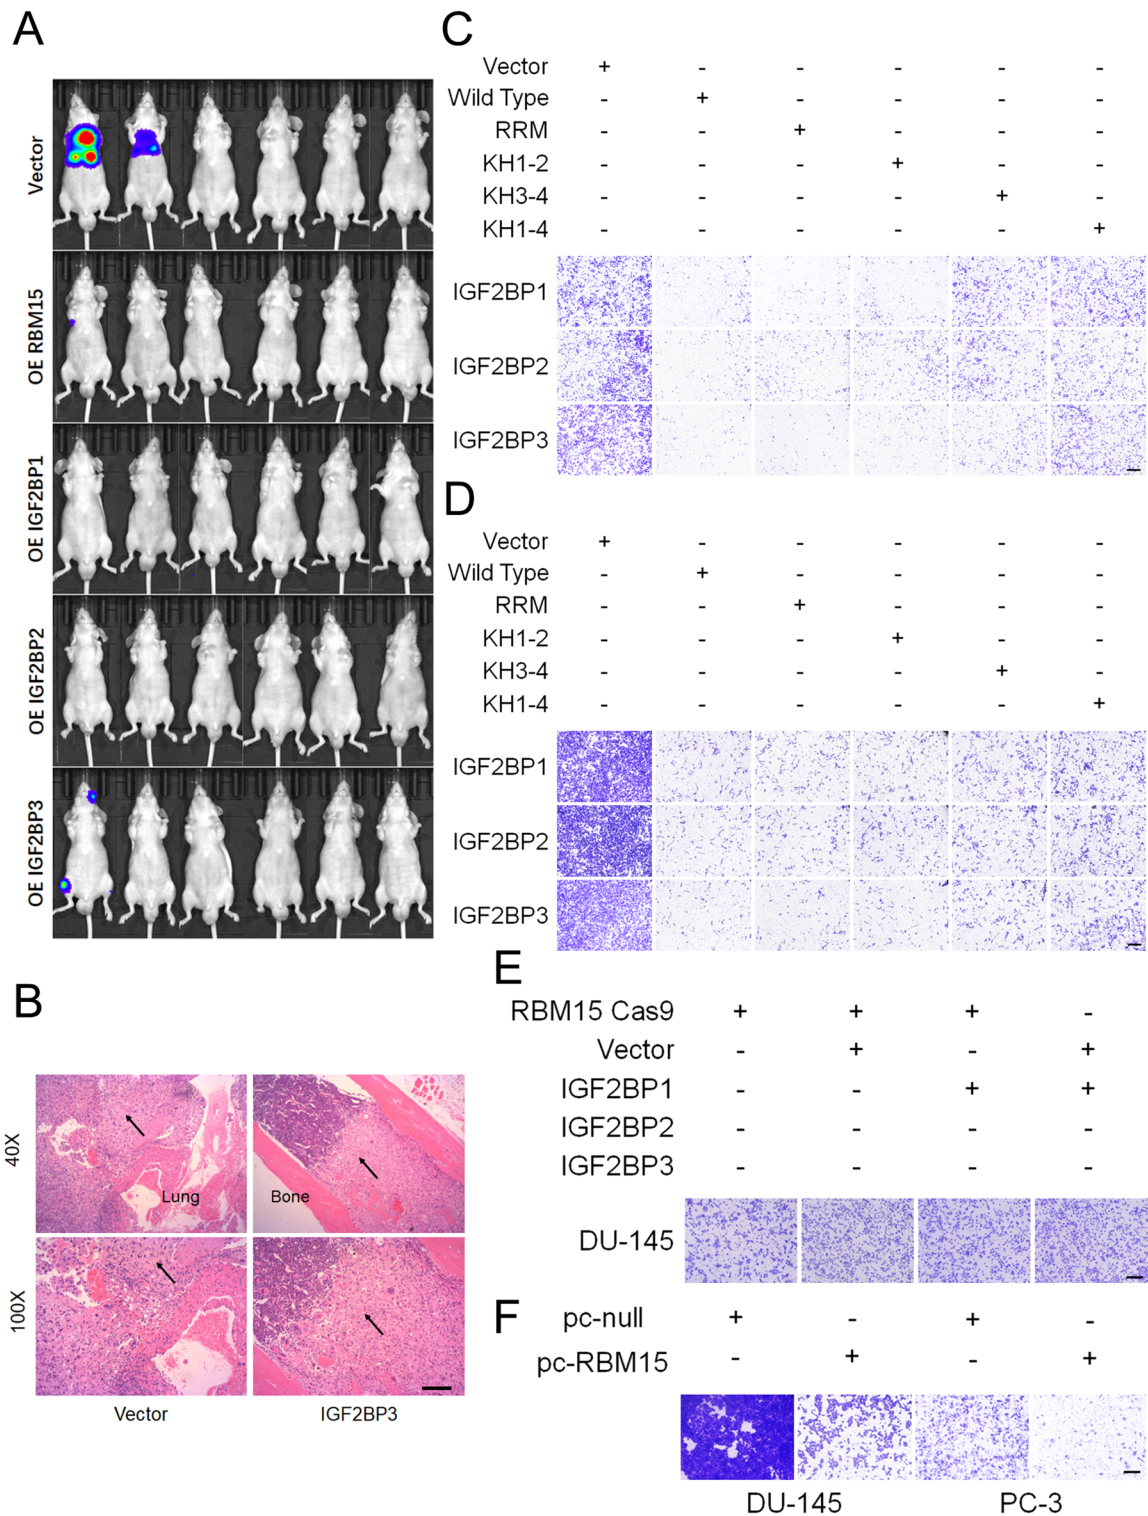 A
Vector
OE RBM15
OE IGF2BP1
OE IGF2BP2
OE IGF2BP3
B
40X
100X
Lung
Bone
Vector
IGF2BP3
C
Vector + - - - - -
Wild Type - + - - - -
RRM - - + - - -
KH1-2 - - - + - -
KH3-4 - - - - + -
KH1-4 - - - - - +
IGF2BP1
IGF2BP2
IGF2BP3
D
Vector + - - - - -
Wild Type - + - - - -
RRM - - + - - -
KH1-2 - - - + - -
KH3-4 - - - - + -
KH1-4 - - - - - +
IGF2BP1
IGF2BP2
IGF2BP3
E
RBM15 Cas9 + + + -
Vector - + - +
IGF2BP1 - - + +
IGF2BP2 - - - -
IGF2BP3 - - - -
DU-145
F
pc-null + - + -
pc-RBM15 - + - +
DU-145
PC-3